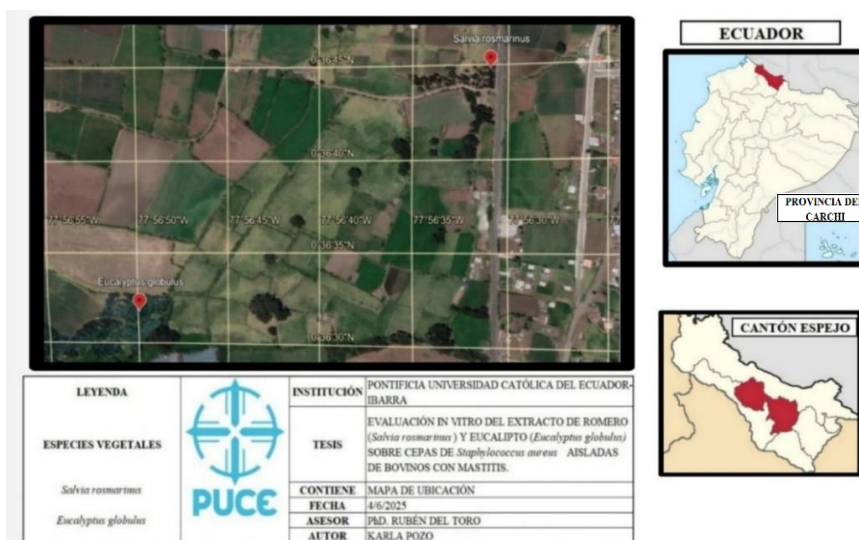 Salvia rosmarinus
0°36'45"N
0°36'40"N
77°56'55"W
77°56'50"W
77°56'45"W
77°56'40"W
77°56'35"W
77°56'30"W
0°36'35"N
Eucalyptus globulus
0°36'30"N
ECUADOR
PROVINCIA DEL
CARCHI
CANTÓN ESPEJO
LEYENDA
ESPECIES VEGETALES
Salvia rosmarinus
Eucalyptus globulus
PUCE
INSTITUCIÓN
PONTIFICIA UNIVERSIDAD CATÓLICA DEL ECUADOR-
IBARRA
TESIS
EVALUACIÓN IN VITRO DEL EXTRACTO DE ROMERO
(Salvia rosmarinus) Y EUCALIPTO (Eucalyptus globulus)
SOBRE CEPAS DE Staphylococcus aureus AISLADAS
DE BOVINOS CON MASTITIS.
CONTIENE
MAPA DE UBICACIÓN
FECHA
4/6/2025
ASESOR
PhD. RUBÉN DEL TORO
AUTOR
KARLA POZO